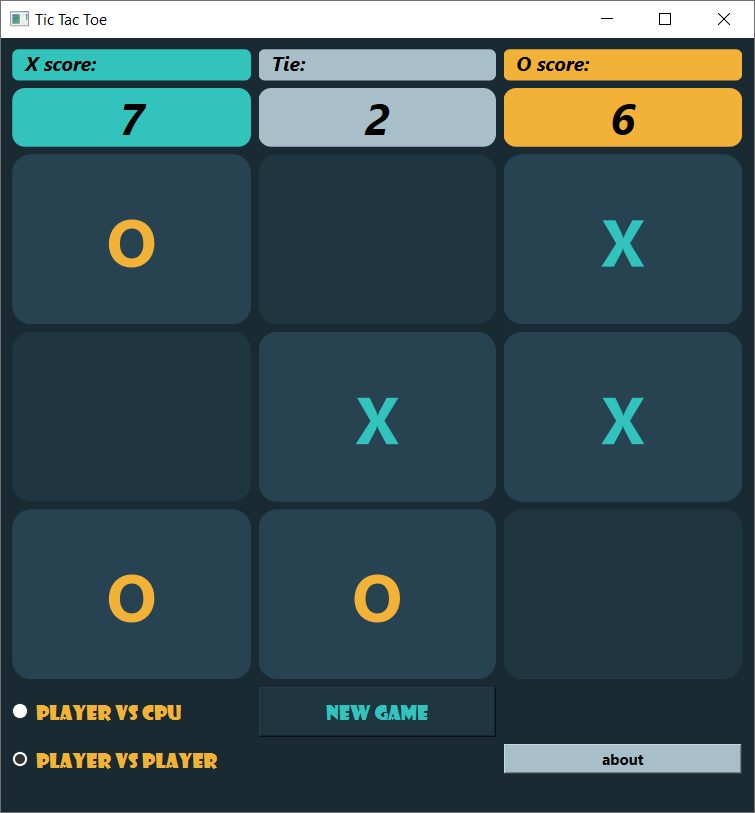 Tic Tac Toe
X score: Tie: O score:
7 2 6
O X
X X
O O
PLAYER VS CPU NEW GAME
PLAYER VS PLAYER about